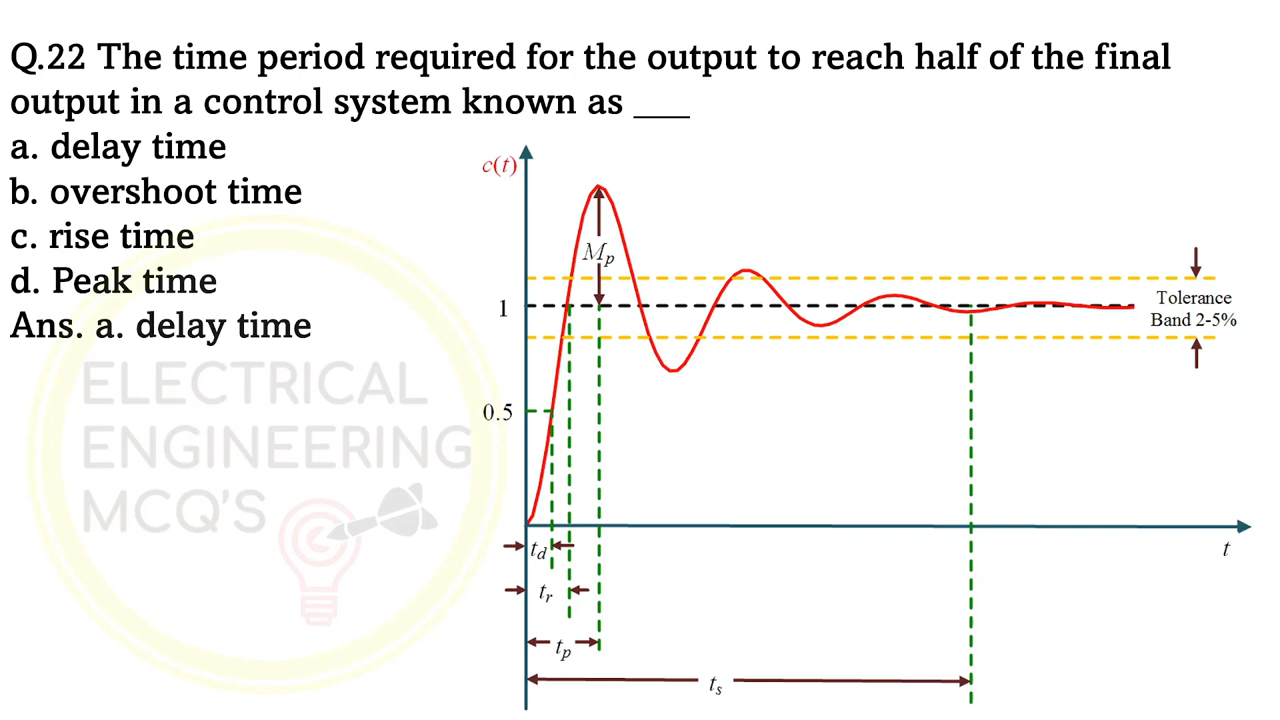 Q.22 The time period required for the output to reach half of the final
output in a control system known as ___
a. delay time
b. overshoot time
c. rise time
d. Peak time
Ans. a. delay time
ELECTRICAL
ENGINEERING
MCQ'S
c(t)
Mp
1
Tolerance
Band 2-5%
0.5
t
td
tr
tp
ts